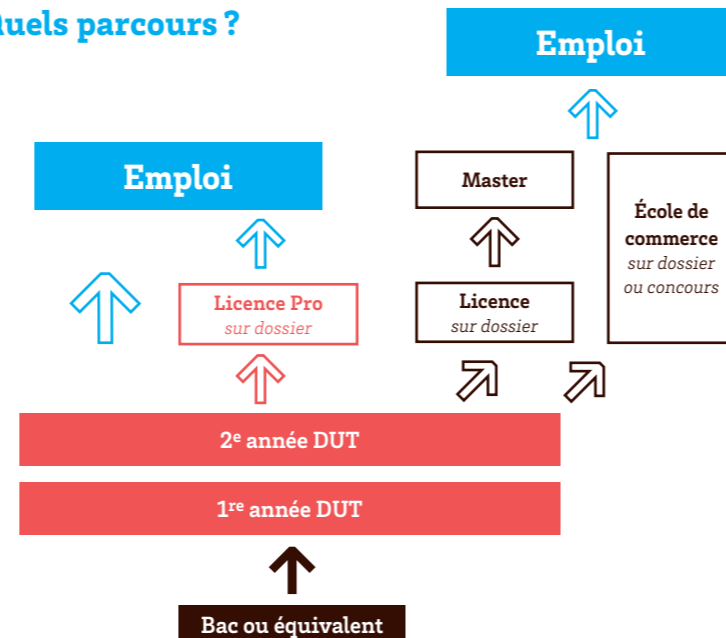 uels parcours ?
Emploi
Emploi
Master
École de
commerce
sur dossier
ou concours
Licence Pro
sur dossier
Licence
sur dossier
2e année DUT
1re année DUT
Bac ou équivalent